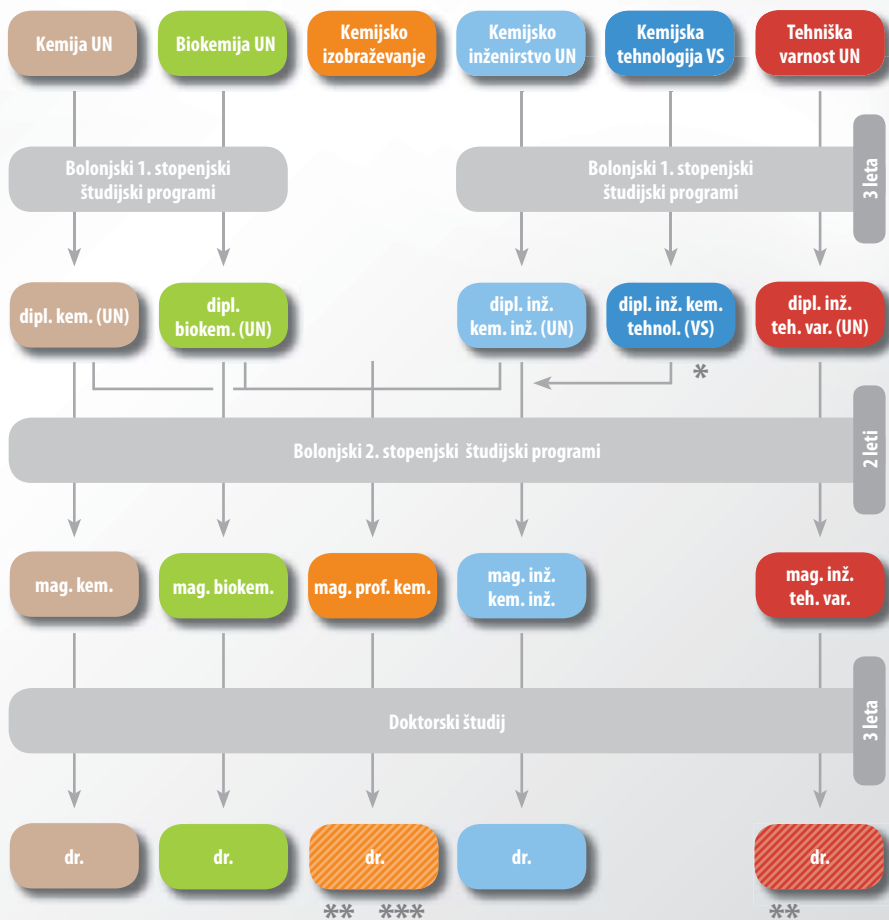 Kemija UN
Biokemija UN
Kemijsko
izobraževanje
Kemijsko
inženirstvo UN
Kemijska
tehnologija VS
Tehniška
varnost UN
Bolonjski 1. stopenjski
študijski programi
Bolonjski 1. stopenjski
študijski programi
3 leta
dipl. kem. (UN)
dipl.
biokem. (UN)
dipl. inž.
kem. inž. (UN)
dipl. inž. kem.
tehnol. (VS)
dipl. inž.
teh. var. (UN)
*
Bolonjski 2. stopenjski študijski programi
2 leti
mag. kem.
mag. biokem.
mag. prof. kem.
mag. inž.
kem. inž.
mag. inž.
teh. var.
Doktorski študij
3 leta
dr.
dr.
dr.
dr.
dr.
** ***
**